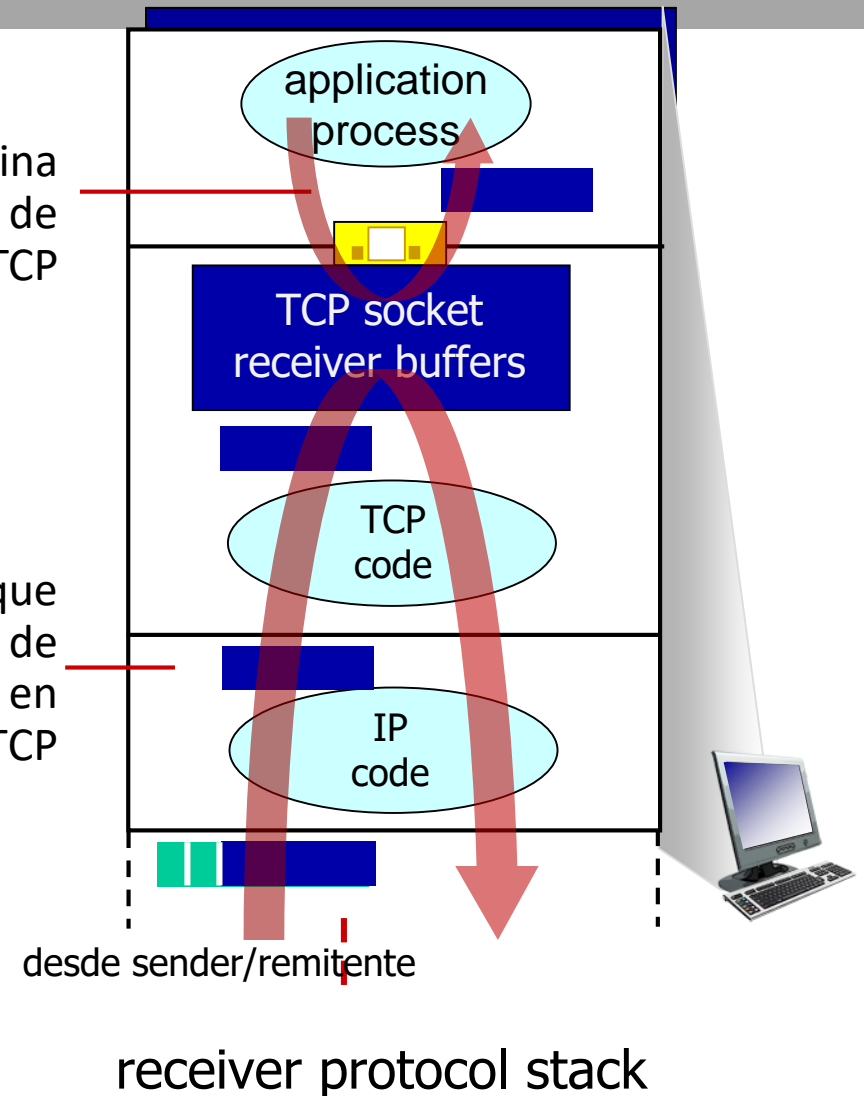 application
process
ina
de
TCP
TCP socket
receiver buffers
TCP
code
que
de
en
TCP
IP
code
desde sender/remitente
receiver protocol stack